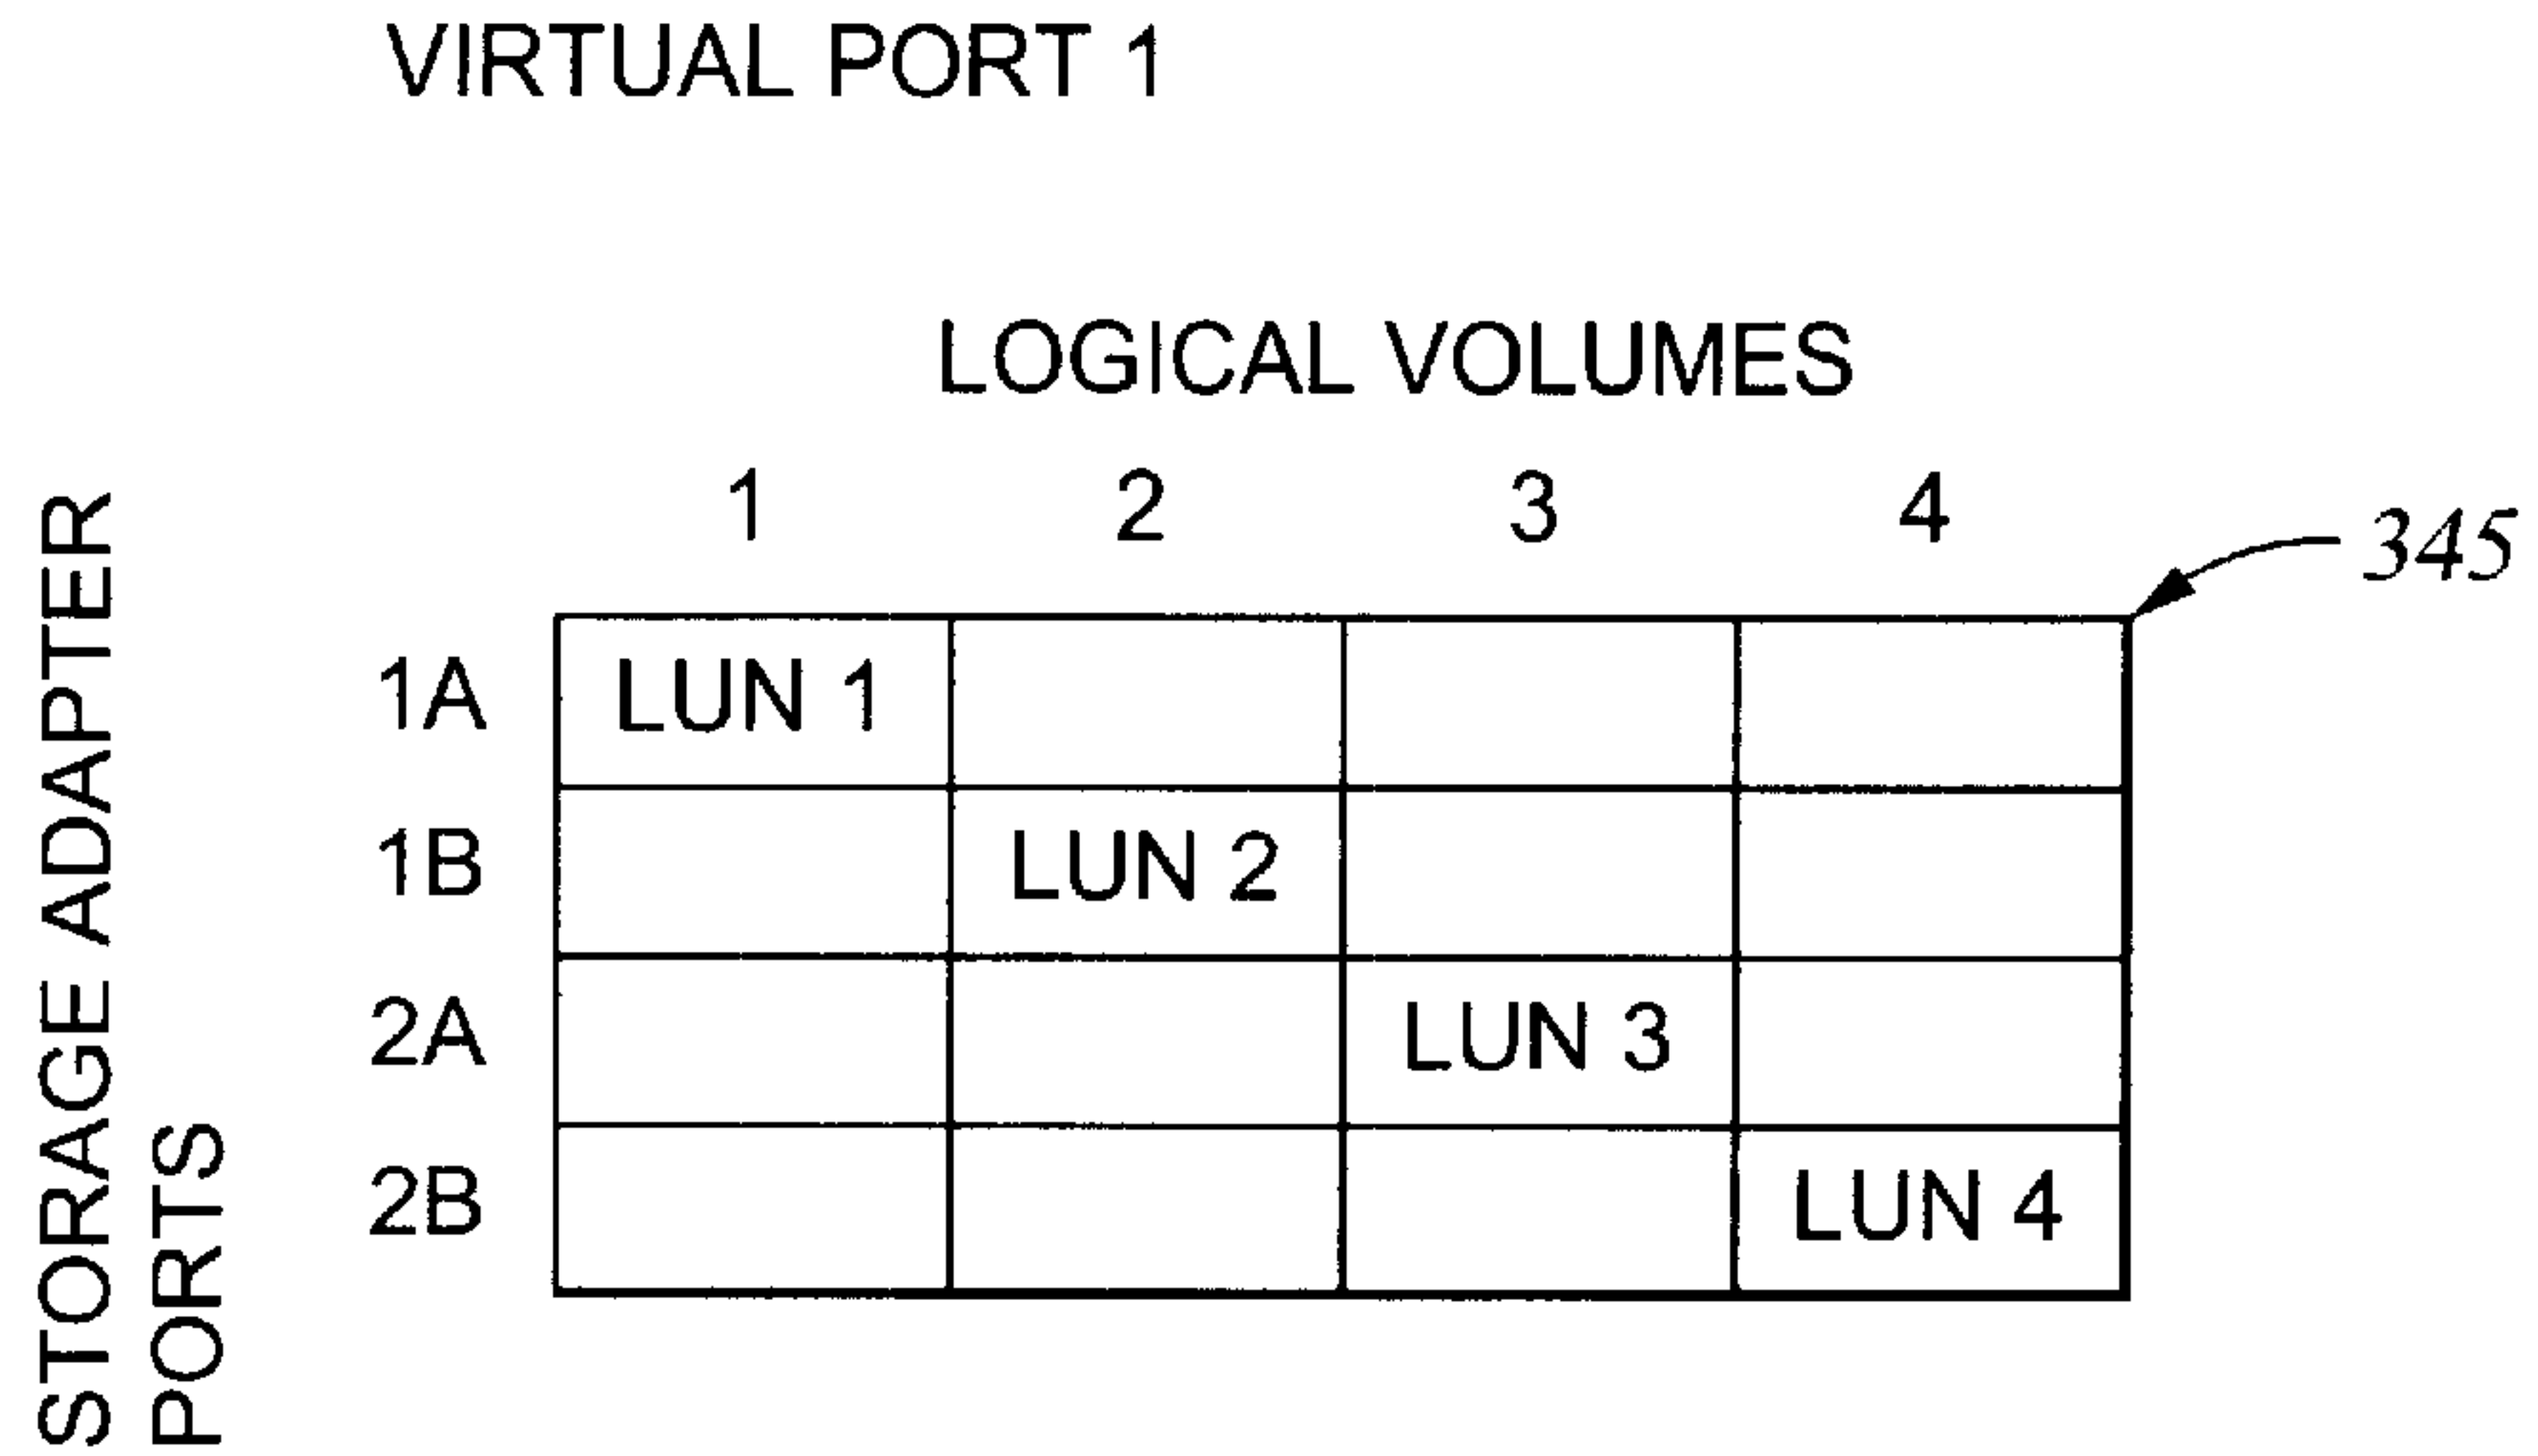 VIRTUAL PORT 1
LOGICAL VOLUMES
1 2 3 4
345
STORAGE ADAPTER
PORTS
1A LUN 1
1B LUN 2
2A LUN 3
2B LUN 4